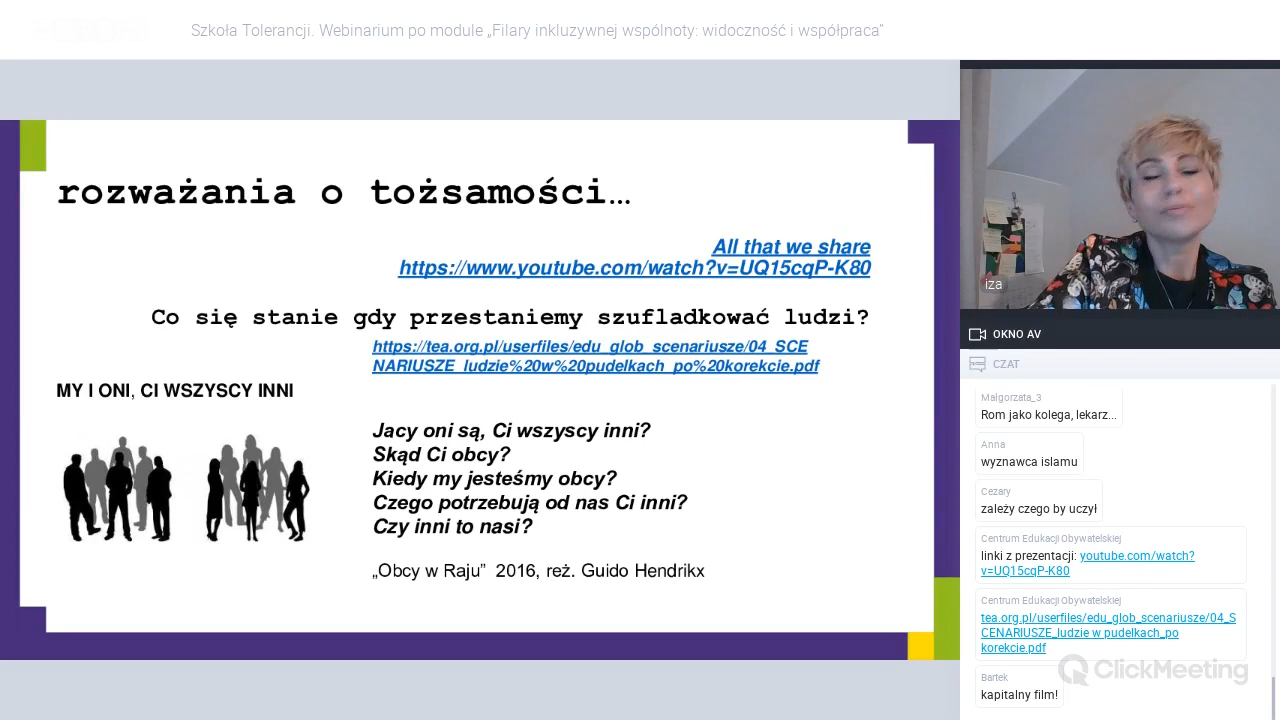 Szkoła Tolerancji. Webinarium po module „Filary inkluzywnej wspólnoty: widoczność i współpraca”
rozważania o tożsamości…
All that we share
https://www.youtube.com/watch?v=UQ15cqP-K80
Co się stanie gdy przestaniemy szufladkować ludzi?
https://tea.org.pl/userfiles/edu_glob_scenariusze/04_SCE
NARIUSZE_ludzie%20w%20pudelkach_po%20korekcie.pdf
MY I ONI, CI WSZYSCY INNI
Jacy oni są, Ci wszyscy inni?
Skąd Ci obcy?
Kiedy my jesteśmy obcy?
Czego potrzebują od nas Ci inni?
Czy inni to nasi?
„Obcy w Raju” 2016, reż. Guido Hendrikx
iza
OKNO AV
CZAT
Małgorzata_3
Rom jako kolega, lekarz...
Anna
wyznawca islamu
Cezary
zależy czego by uczył
Centrum Edukacji Obywatelskiej
linki z prezentacji: youtube.com/watch?
v=UQ15cqP-K80
Centrum Edukacji Obywatelskiej
tea.org.pl/userfiles/edu_glob_scenariusze/04_S
CENARIUSZE_ludzie w pudelkach_po
korekcie.pdf
Bartek
kapitalny film!
ClickMeeting